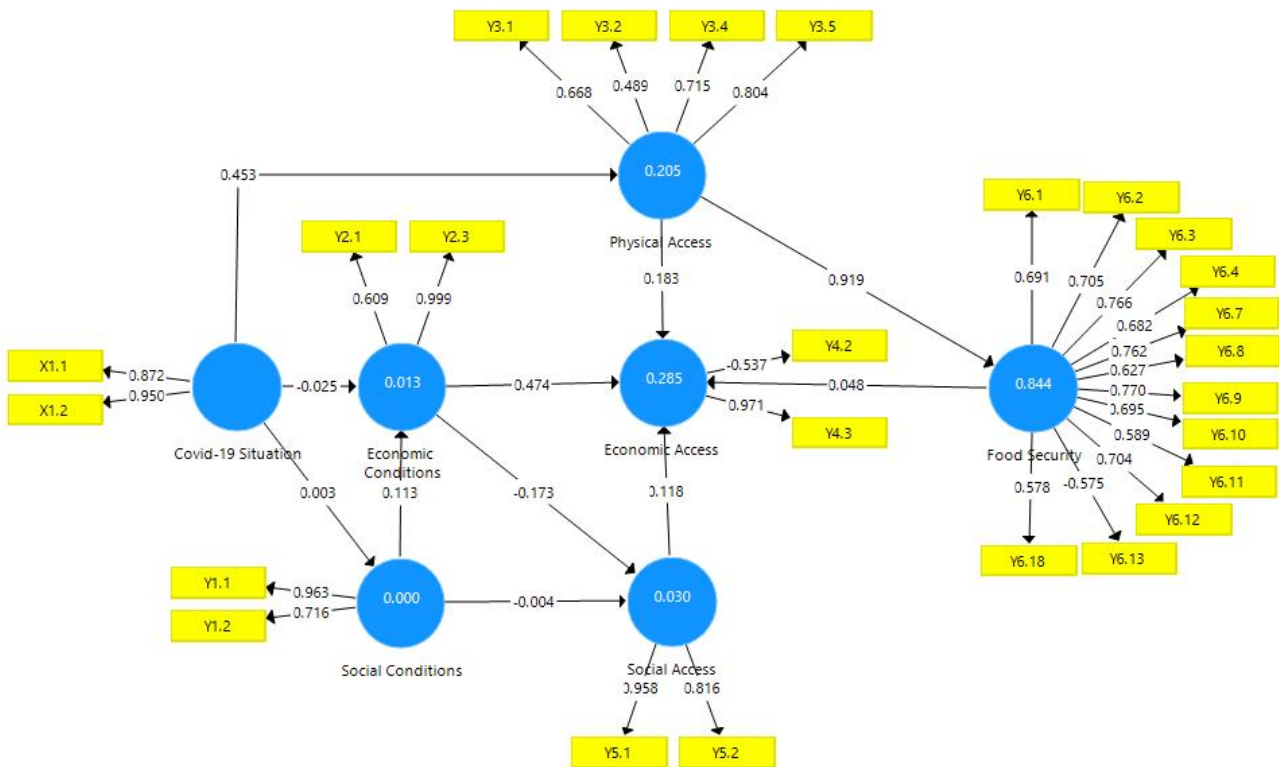 Y3.1
Y3.2
Y3.4
Y3.5
0.668
0.489
0.715
0.804
0.205
Physical Access
0.453
0.183
0.919
Y2.1
Y2.3
0.609
0.999
X1.1
X1.2
0.872
0.950
Covid-19 Situation
-0.025
0.013
Economic
Conditions
0.474
0.285
Economic Access
Y4.2
Y4.3
-0.537
0.971
0.048
0.844
Food Security
Y6.1
Y6.2
Y6.3
Y6.4
Y6.7
Y6.8
Y6.9
Y6.10
Y6.11
Y6.12
Y6.13
Y6.18
0.691
0.705
0.766
0.682
0.762
0.627
0.770
0.695
0.589
0.704
-0.575
0.578
0.003
0.113
-0.173
0.118
Y1.1
Y1.2
0.963
0.716
0.000
Social Conditions
-0.004
0.030
Social Access
0.958
0.816
Y5.1
Y5.2